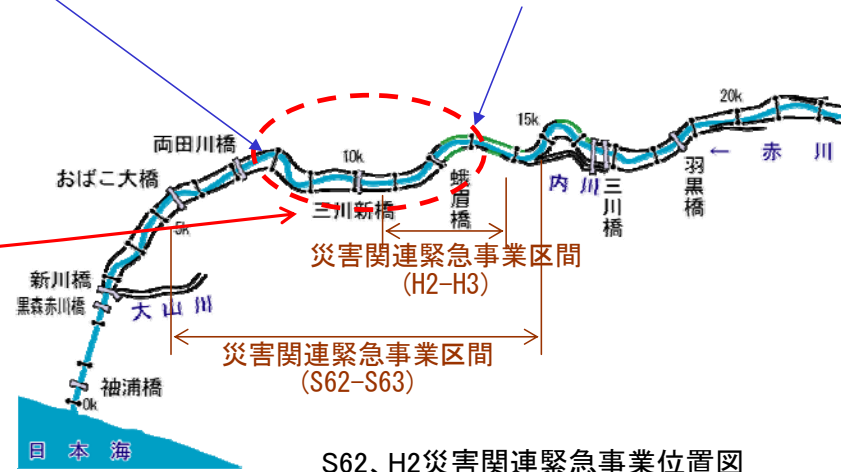 20k
15k
両田川橋
10k
← 赤 川
おばこ大橋
羽黒橋
内 川
三川橋
蛾眉橋
三川新橋
5k
災害関連緊急事業区間
(H2-H3)
新川橋
黒森赤川橋
大 山 川
災害関連緊急事業区間
(S62-S63)
袖浦橋
0k
日 本 海
S62、H2災害関連緊急事業位置図